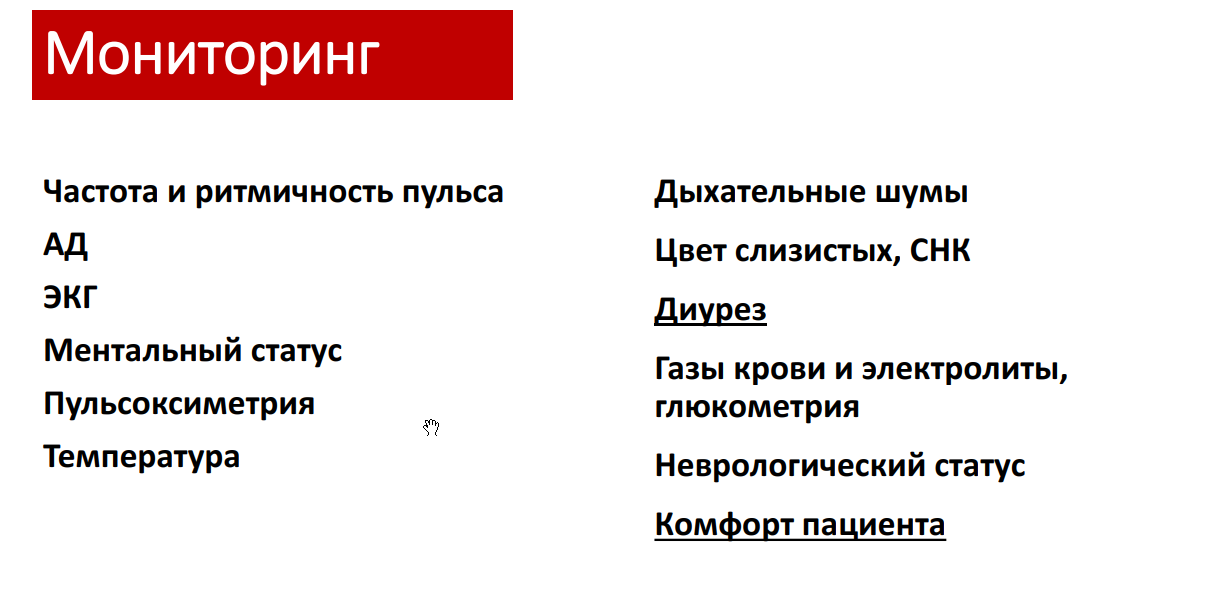 Мониторинг
Частота и ритмичность пульса
АД
ЭКГ
Ментальный статус
Пульсоксиметрия
Температура
Дыхательные шумы
Цвет слизистых, СНК
Диурез
Газы крови и электролиты,
глюкометрия
Неврологический статус
Комфорт пациента